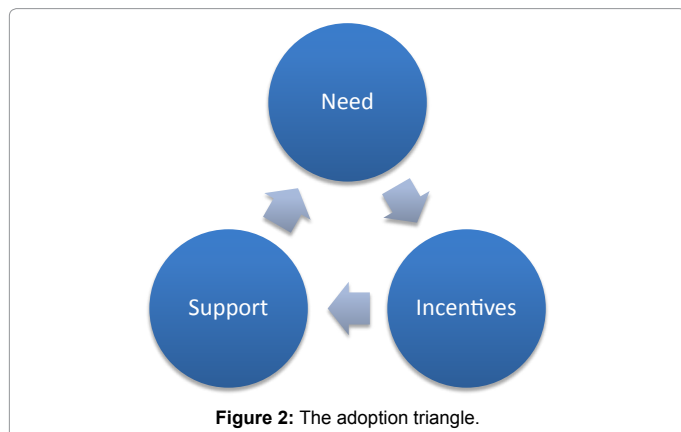 Need
Support
Incentives
Figure 2: The adoption triangle.